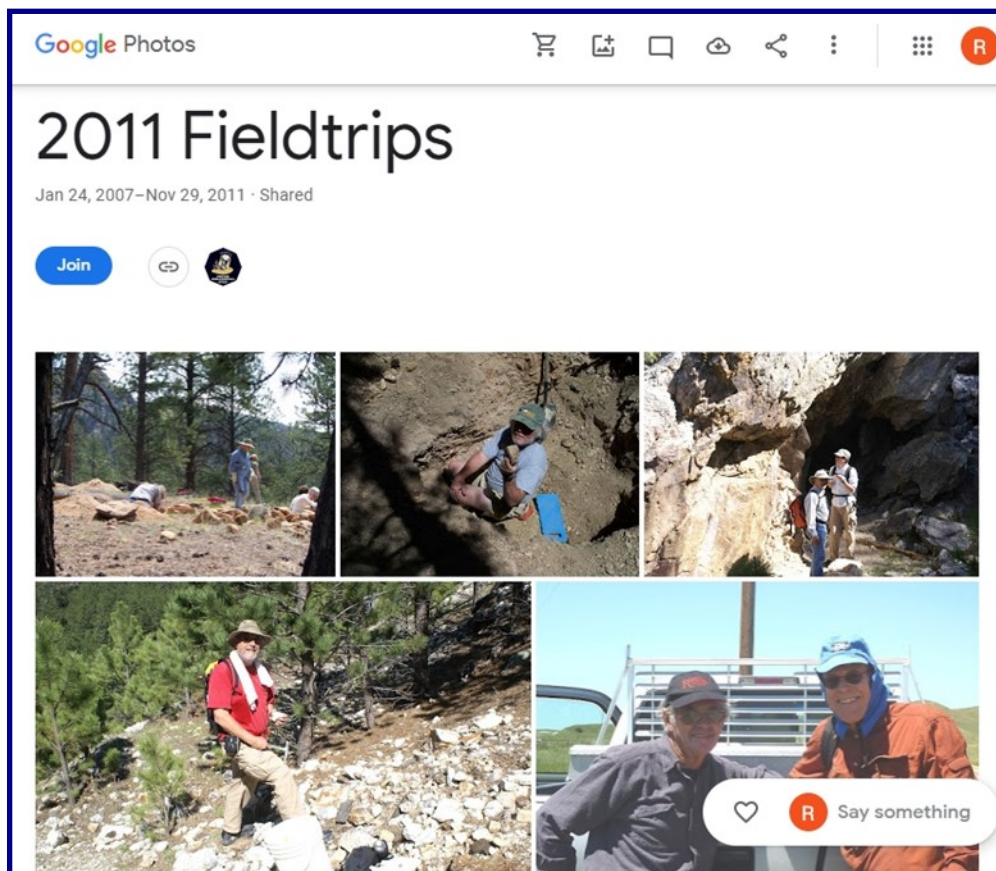 Google Photos
R
2011 Fieldtrips
Jan 24, 2007–Nov 29, 2011 · Shared
Join
R
Say something